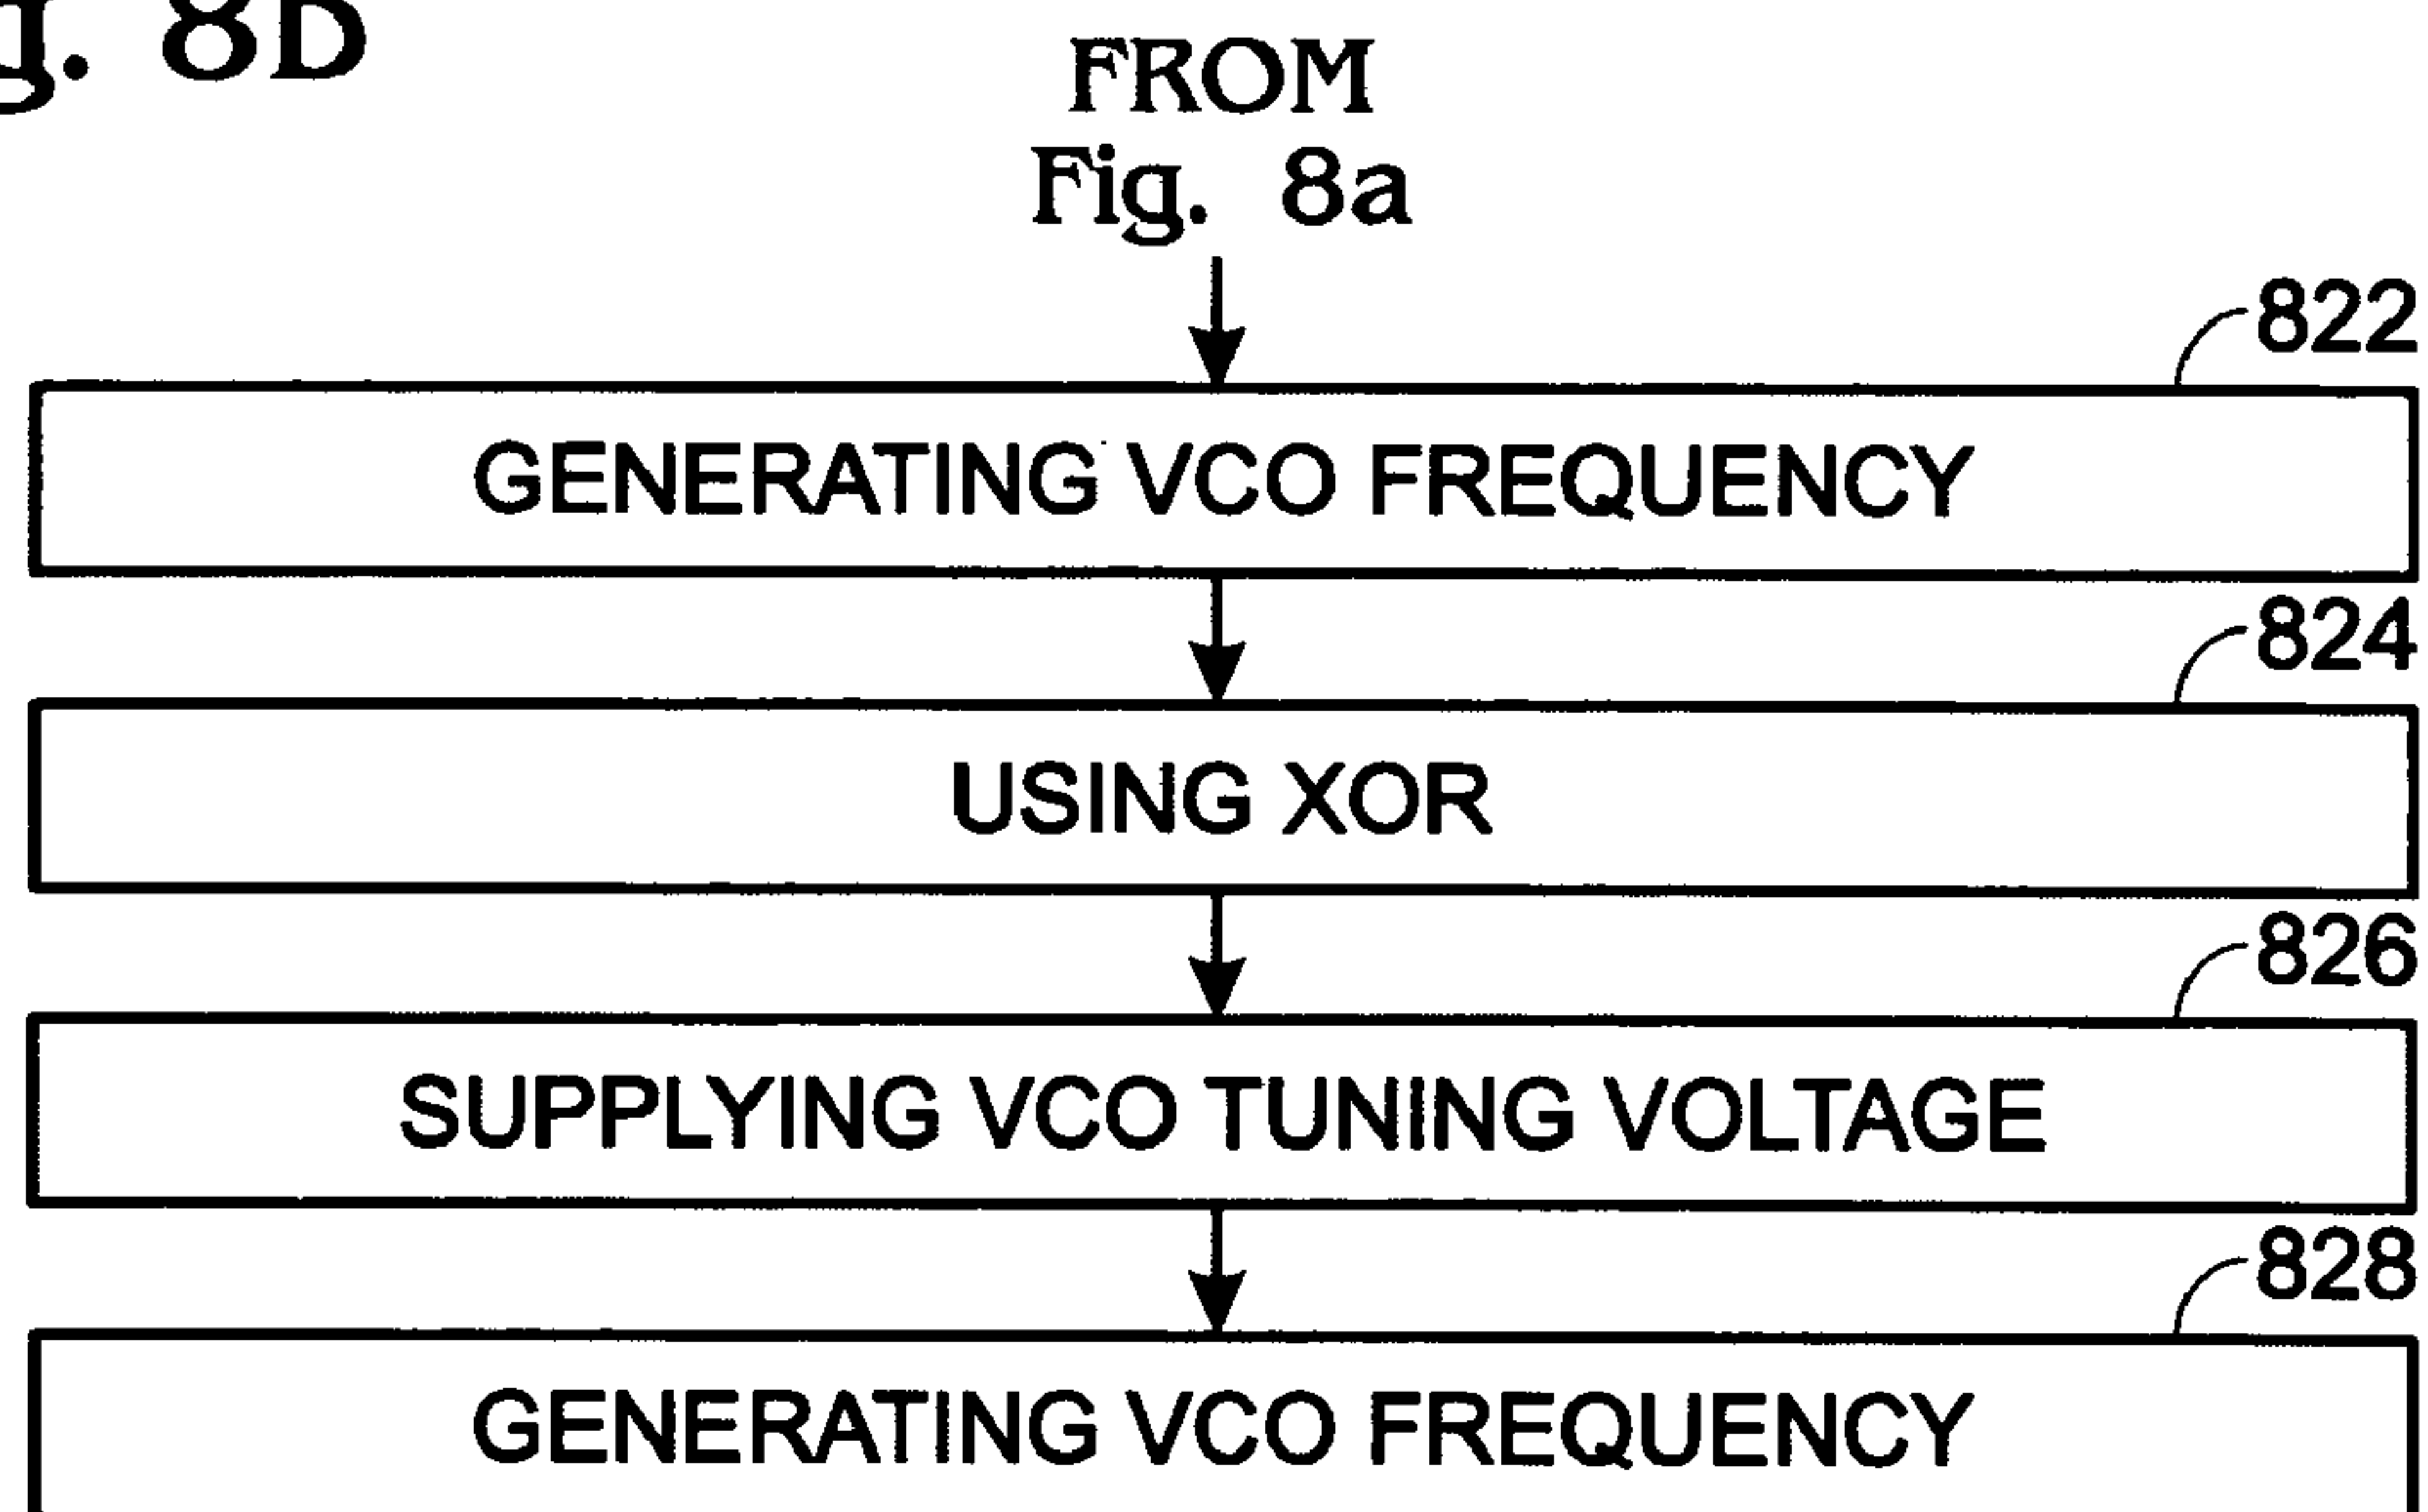 g. 8D
FROM
Fig. 8a
822
GENERATING VCO FREQUENCY
824
USING XOR
826
SUPPLYING VCO TUNING VOLTAGE
828
GENERATING VCO FREQUENCY